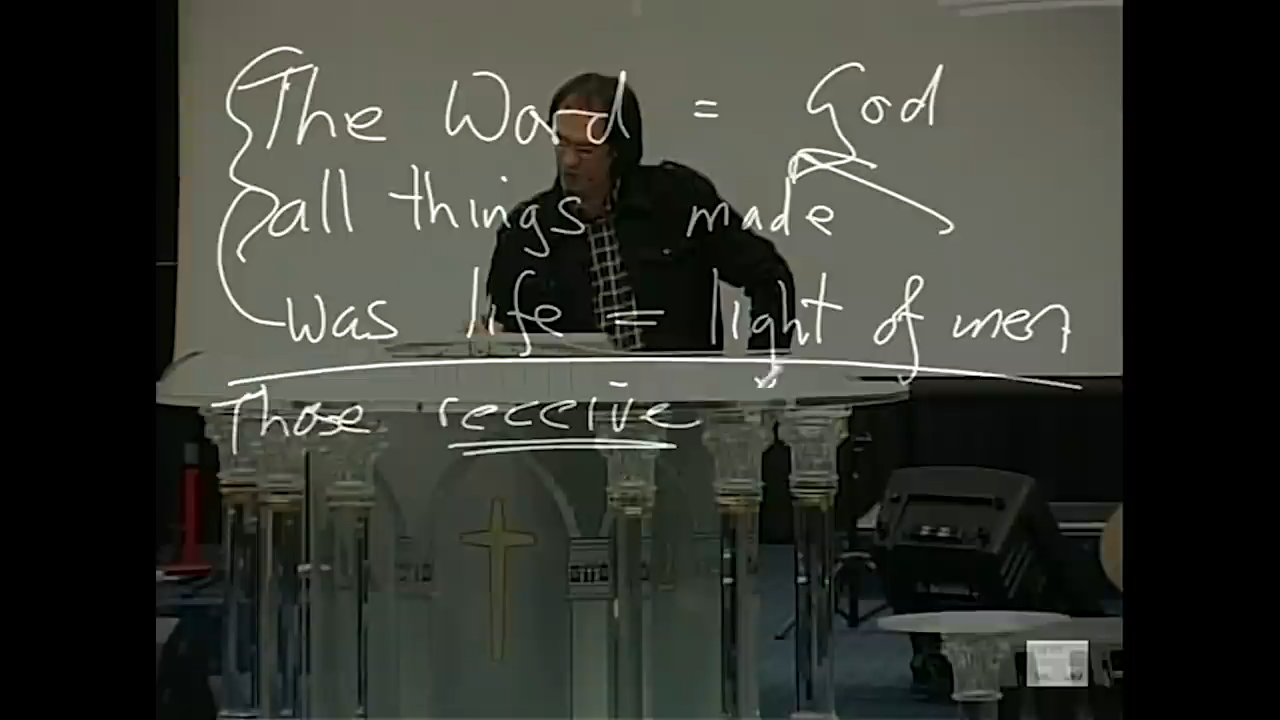 The Word = God
all things made
was life = light of men
Those receive